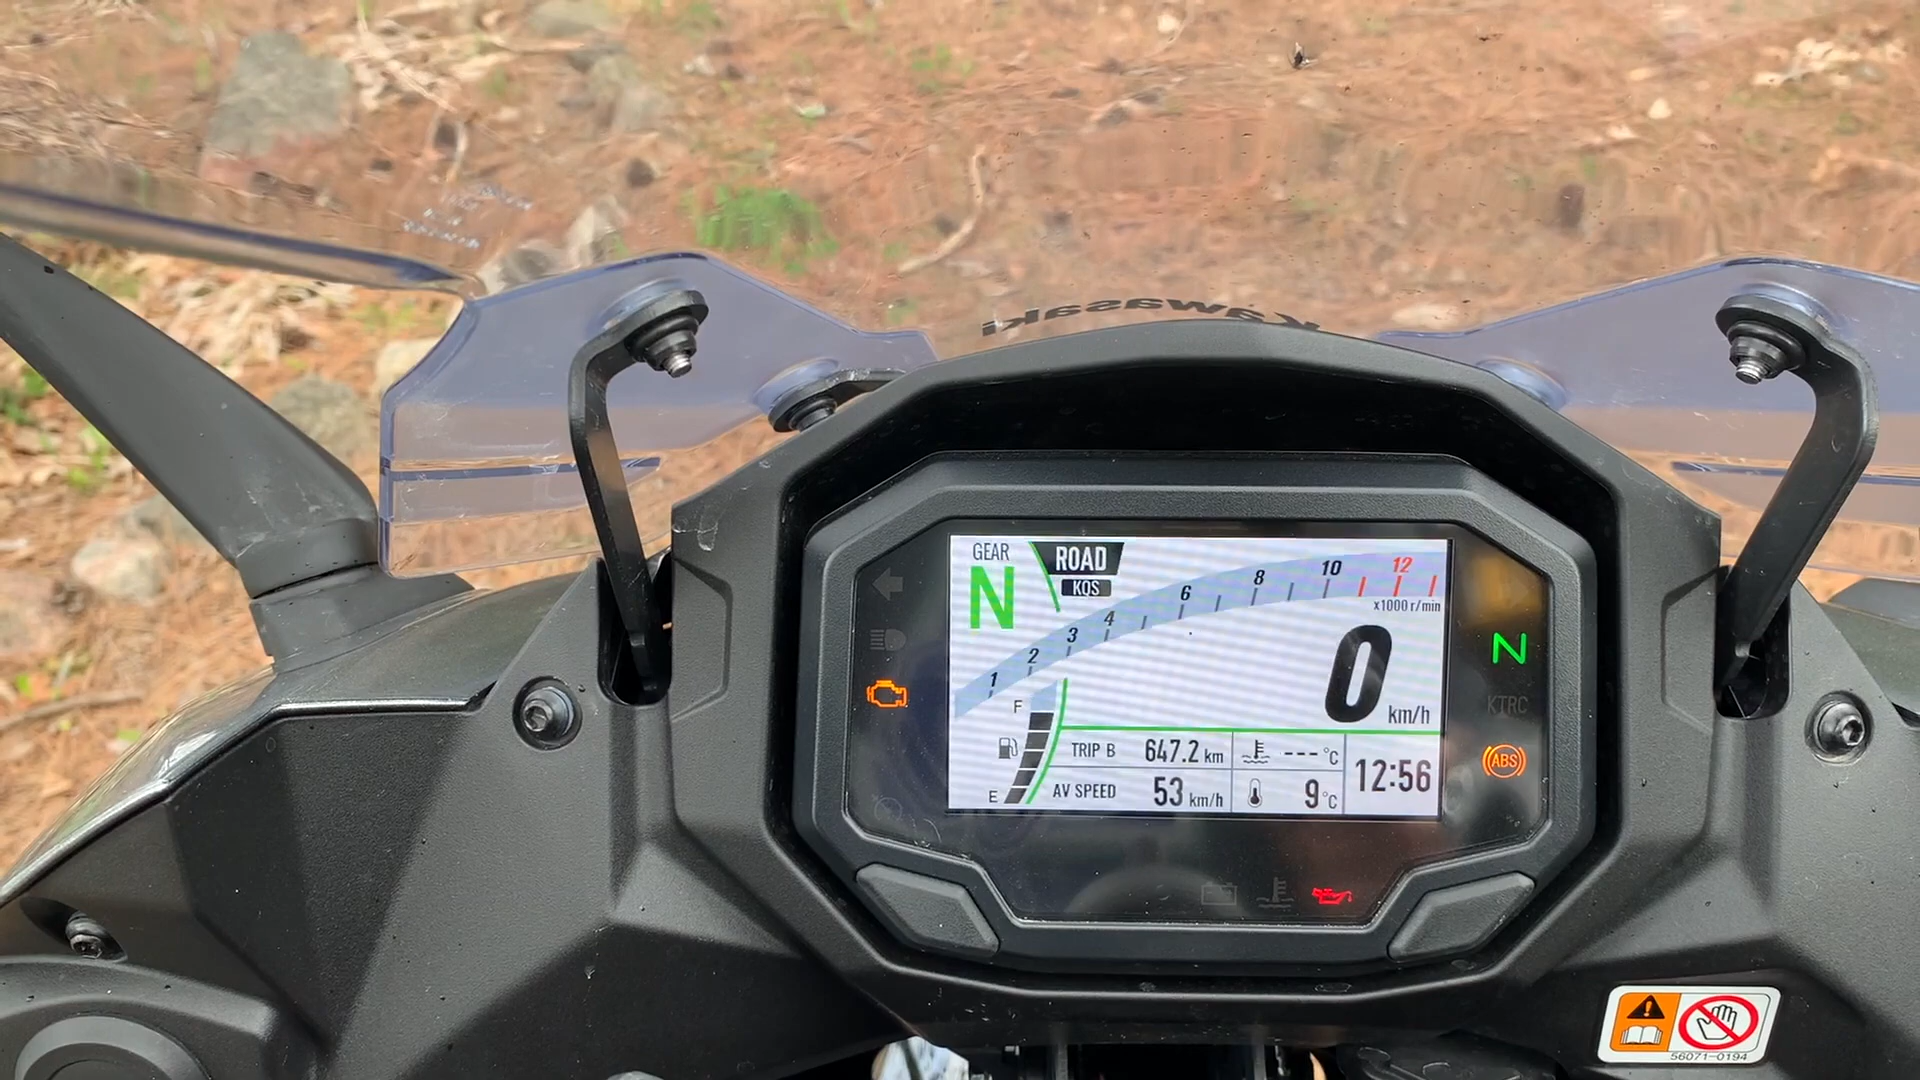 Kawasaki
GEAR
N
ROAD
KQS
1 2 3 4 6 8 10 12
x1000 r/min
0 km/h
F
E
TRIP B 647.2 km
--- °C
AV SPEED 53 km/h
9 °C
12:56
N
KTRC
ABS
56071-0194